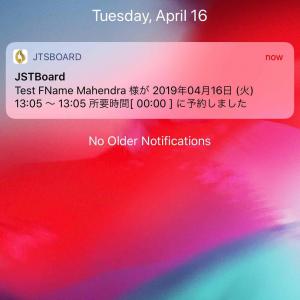 Tuesday, April 16
JTSBOARD now
JSTBoard
Test FName Mahendra 様が 2019年04月16日 (火)
13:05 〜 13:05 所要時間[ 00:00 ] に予約しました
No Older Notifications